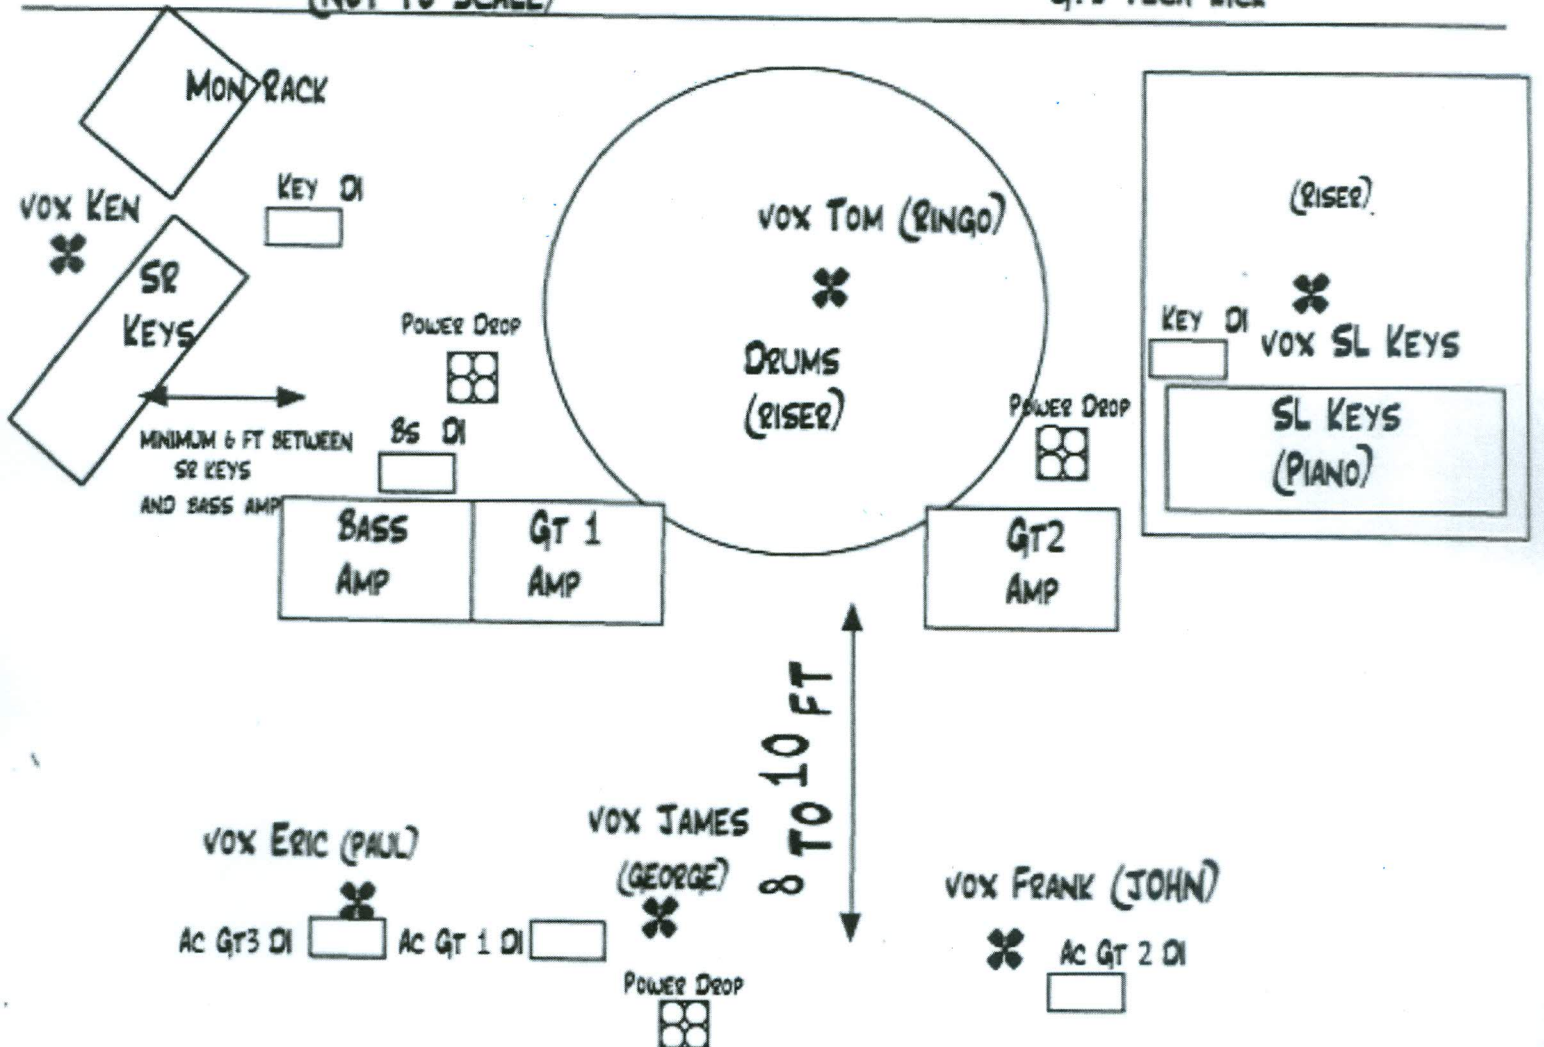 (NOT TO SCALE)
MON RACK
KEY DI
VOX KEN
SR
KEYS
POWER DROP
BS DI
MINIMUM 6 FT BETWEEN
SR KEYS
AND BASS AMP
BASS
AMP
GT 1
AMP
VOX TOM (RINGO)
DRUMS
(RISER)
POWER DROP
GT2
AMP
(RISER)
KEY DI
VOX SL KEYS
SL KEYS
(PIANO)
8 TO 10 FT
VOX ERIC (PAUL)
VOX JAMES
(GEORGE)
VOX FRANK (JOHN)
AC GT3 DI
AC GT 1 DI
AC GT 2 DI
POWER DROP